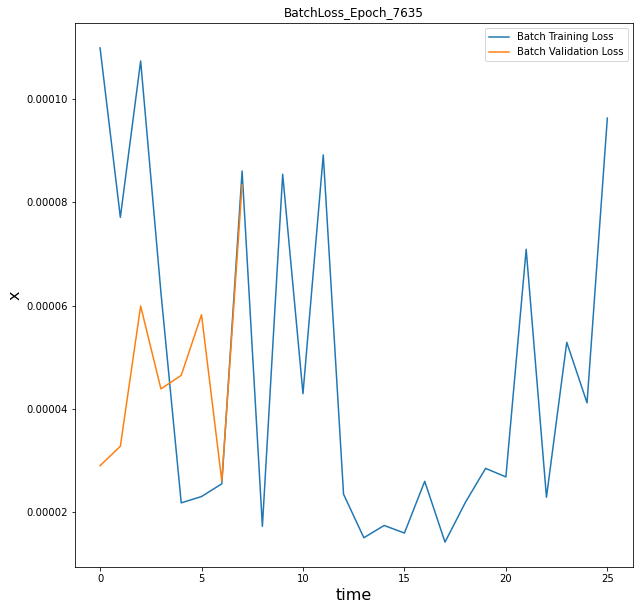 BatchLoss_Epoch_7635
Batch Training Loss
Batch Validation Loss
0.00010
0.00008
0.00006
0.00004
0.00002
x
0 5 10 15 20 25
time